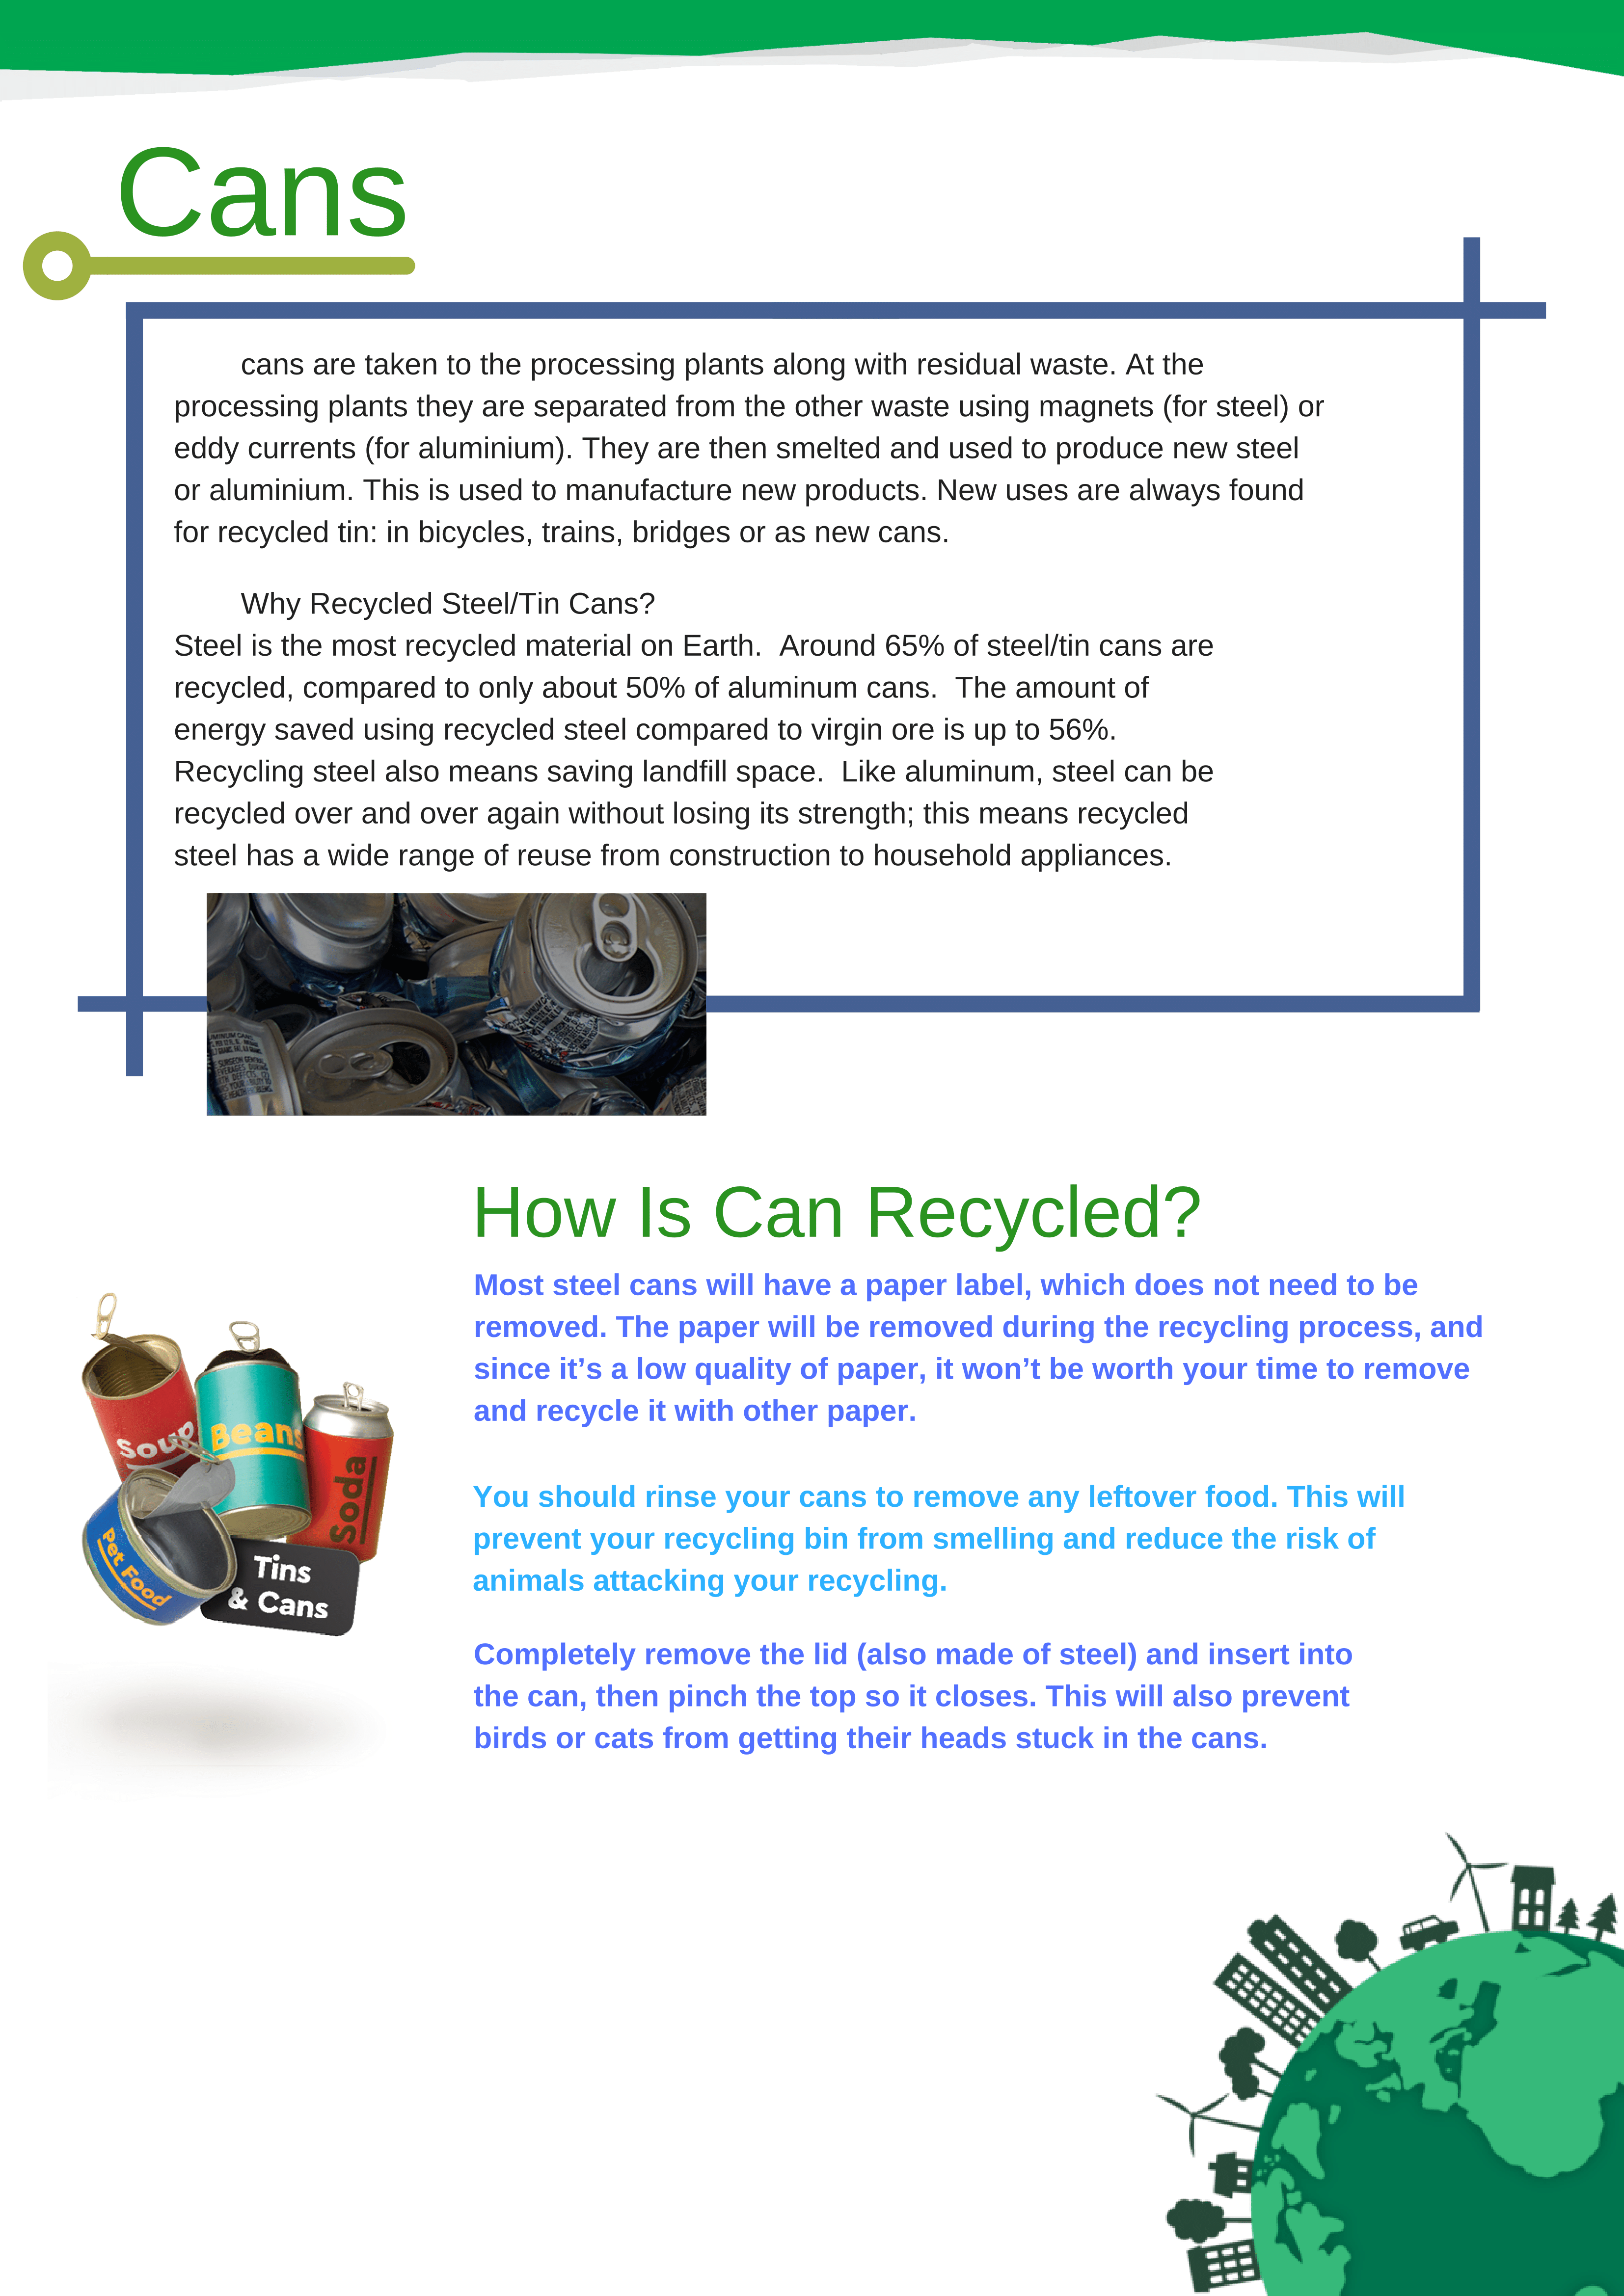 Cans
cans are taken to the processing plants along with residual waste. At the
processing plants they are separated from the other waste using magnets (for steel) or
eddy currents (for aluminium). They are then smelted and used to produce new steel
or aluminium. This is used to manufacture new products. New uses are always found
for recycled tin: in bicycles, trains, bridges or as new cans.
Why Recycled Steel/Tin Cans?
Steel is the most recycled material on Earth.  Around 65% of steel/tin cans are
recycled, compared to only about 50% of aluminum cans.  The amount of
energy saved using recycled steel compared to virgin ore is up to 56%.
Recycling steel also means saving landfill space.  Like aluminum, steel can be
recycled over and over again without losing its strength; this means recycled
steel has a wide range of reuse from construction to household appliances.
How Is Can Recycled?
Most steel cans will have a paper label, which does not need to be
removed. The paper will be removed during the recycling process, and
since it’s a low quality of paper, it won’t be worth your time to remove
and recycle it with other paper.
You should rinse your cans to remove any leftover food. This will
prevent your recycling bin from smelling and reduce the risk of
animals attacking your recycling.
Completely remove the lid (also made of steel) and insert into
the can, then pinch the top so it closes. This will also prevent
birds or cats from getting their heads stuck in the cans.
Soup
Beans
Soda
Pet Food
Tins
& Cans